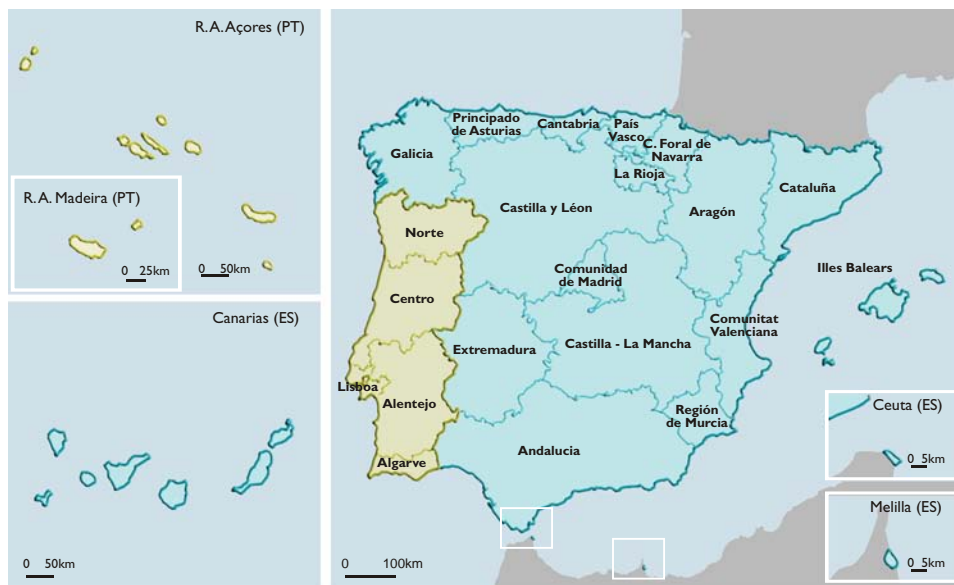 R.A. Açores (PT)
R.A. Madeira (PT)
0 25km
0 50km
Canarias (ES)
0 50km
Principado
de Asturias
Cantabria
País
Vasco
C. Foral de
Navarra
Galicia
La Rioja
Cataluña
Castilla y Léon
Aragón
Norte
Comunidad
de Madrid
Illes Balears
Centro
Comunitat
Valenciana
Extremadura
Castilla - La Mancha
Lisboa
Alentejo
Región
de Murcia
Andalucia
Algarve
Ceuta (ES)
0 5km
Melilla (ES)
0 5km
0 100km